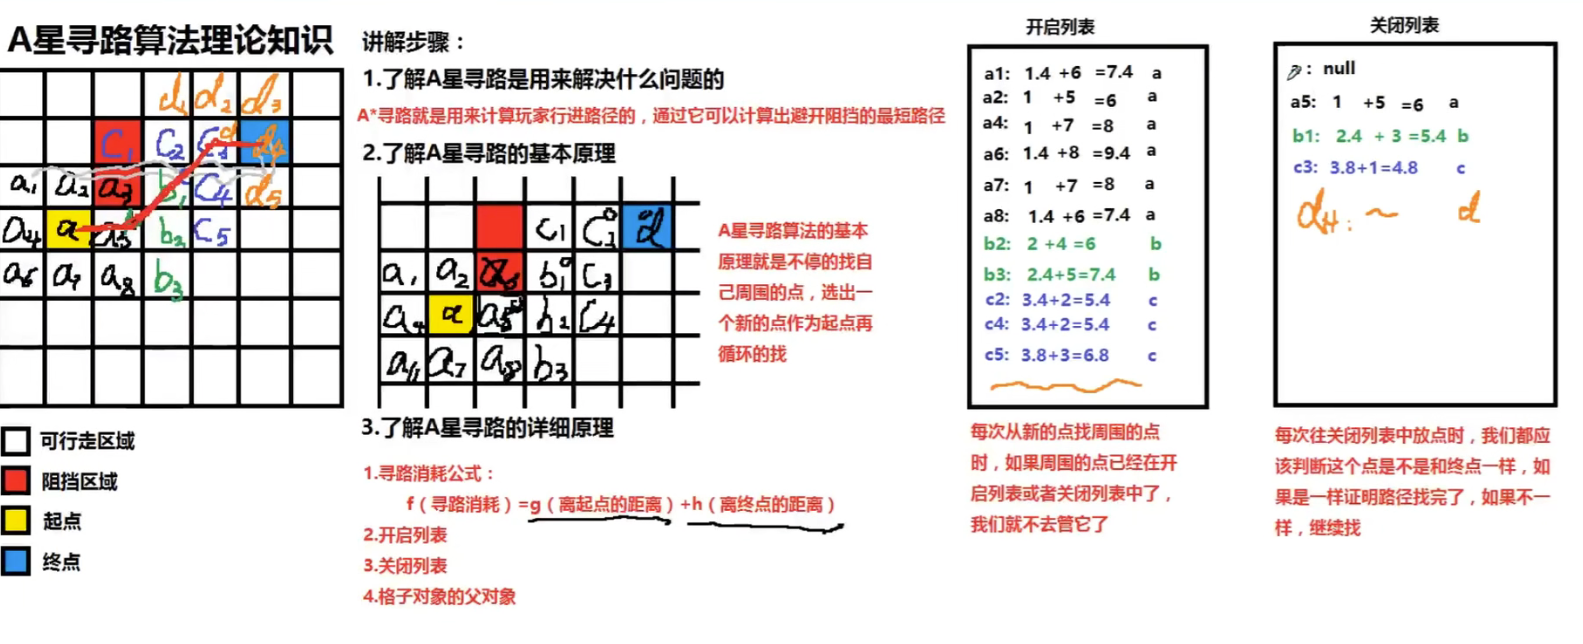 A星寻路算法理论知识
d1 d2 d3
C1 C2 C3 d4
a1 a2 a3 b1 C4 d5
a4 a a5 b2 C5
a6 a7 a8 b3
可行走区域
阻挡区域
起点
终点
讲解步骤：
1.了解A星寻路是用来解决什么问题的
A*寻路就是用来计算玩家行进路径的，通过它可以计算出避开阻挡的最短路径
2.了解A星寻路的基本原理
C1 C2 d
a1 a2 b1 C3
a4 a a5 b2 C4
a7 a8 b3
A星寻路算法的基本
原理就是不停的找自
己周围的点，选出一
个新的点作为起点再
循环的找
3.了解A星寻路的详细原理
1.寻路消耗公式：
f（寻路消耗）=g（离起点的距离）+h（离终点的距离）
2.开启列表
3.关闭列表
4.格子对象的父对象
开启列表
a1: 1.4 +6 =7.4 a
a2: 1 +5 =6 a
a4: 1 +7 =8 a
a6: 1.4 +8 =9.4 a
a7: 1 +7 =8 a
a8: 1.4 +6 =7.4 a
b2: 2 +4 =6 b
b3: 2.4+5=7.4 b
c2: 3.4+2=5.4 c
c4: 3.4+2=5.4 c
c5: 3.8+3=6.8 c
每次从新的点找周围的点
时，如果周围的点已经在开
启列表或者关闭列表中了，
我们就不去管它了
关闭列表
: null
a5: 1 +5 =6 a
b1: 2.4 + 3 =5.4 b
c3: 3.8+1=4.8 c
d4: ~ d
每次往关闭列表中放点时，我们都应
该判断这个点是不是和终点一样，如
果是一样证明路径找完了，如果不一
样，继续找